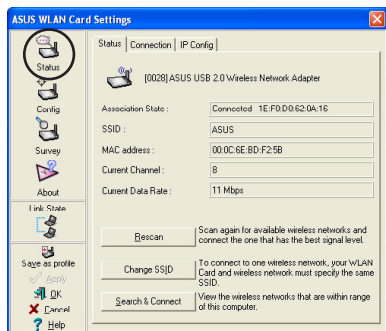 ASUS WLAN Card Settings
Status
Config
Survey
About
Link State
Save as profile
Apply
OK
Cancel
Help
Status Connection IP Config
[0028] ASUS USB 2.0 Wireless Network Adapter
Association State : Connected 1E:F0:D0:62:0A:16
SSID : ASUS
MAC address : 00:0C:6E:BD:F2:5B
Current Channel : 8
Current Data Rate : 11 Mbps
Rescan
Scan again for available wireless networks and
connect the one that has the best signal level.
Change SSID
To connect to one wireless network, your WLAN
Card and wireless network must specify the same
SSID.
Search & Connect
View the wireless networks that are within range
of this computer.